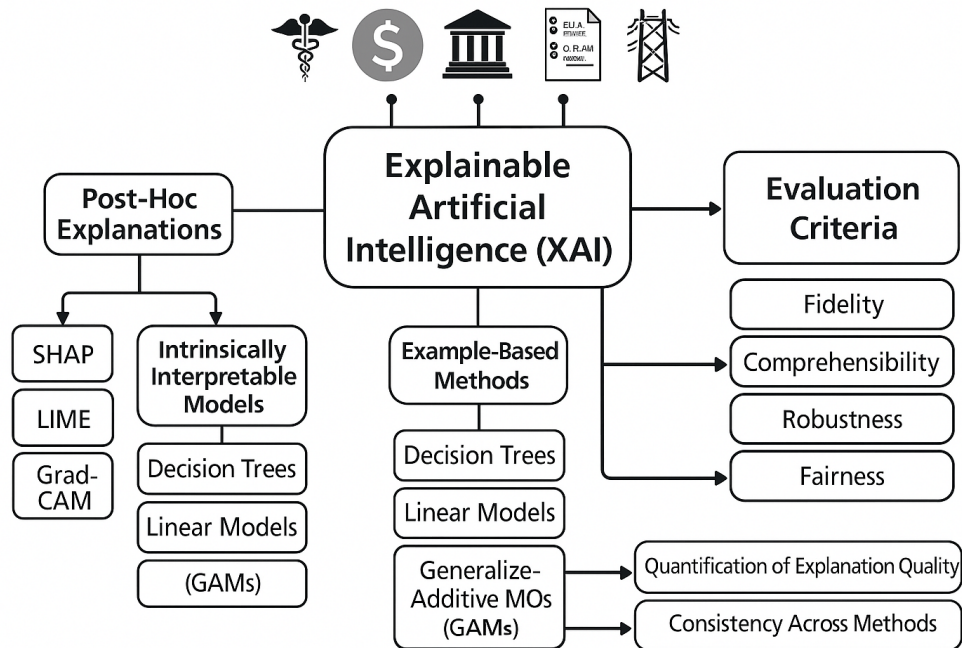 EU.A.
O.R.AM
Explainable
Artificial
Intelligence (XAI)
Post-Hoc
Explanations
SHAP
LIME
Grad-
CAM
Intrinsically
Interpretable
Models
Decision Trees
Linear Models
(GAMs)
Example-Based
Methods
Decision Trees
Linear Models
Generalize-
Additive MOs
(GAMs)
Evaluation
Criteria
Fidelity
Comprehensibility
Robustness
Fairness
Quantification of Explanation Quality
Consistency Across Methods